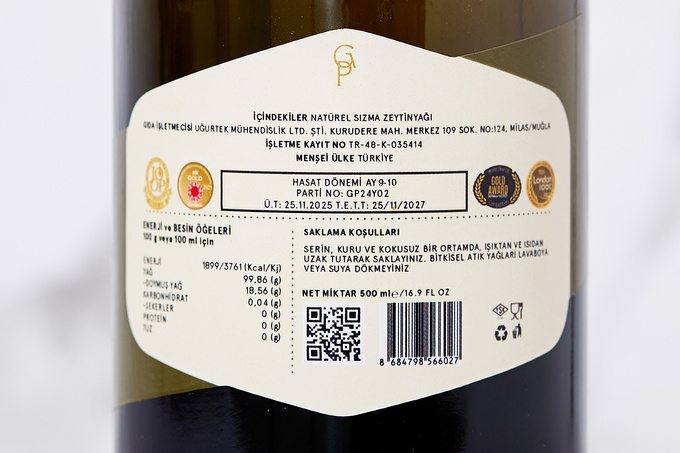 GP
İÇİNDEKİLER NATÜREL SIZMA ZEYTİNYAĞI
GIDA İŞLETMECİSİ UĞURTEK MÜHENDİSLİK LTD. ŞTİ. KURUDERE MAH. MERKEZ 109 SOK. NO:124, MİLAS/MUĞLA
İŞLETME KAYIT NO TR-48-K-035414
MENŞEİ ÜLKE TÜRKİYE
GOLD
HASAT DÖNEMİ AY 9-10
PARTİ NO: GP24Y02
Ü.T: 25.11.2025 T.E.T.T: 25/11/2027
GOLD
AWARD
London
ENERJİ ve BESİN ÖĞELERİ
100 g veya 100 ml için
ENERJİ 1899/3761 (Kcal/Kj)
YAĞ 99,86 (g)
-DOYMUŞ YAĞ 18,56 (g)
KARBONHİDRAT 0,04 (g)
-ŞEKERLER 0 (g)
PROTEİN 0 (g)
TUZ 0 (g)
SAKLAMA KOŞULLARI
SERİN, KURU VE KOKUSUZ BİR ORTAMDA, IŞIKTAN VE ISIDAN
UZAK TUTARAK SAKLAYINIZ. BİTKİSEL ATIK YAĞLARI LAVABOYA
VEYA SUYA DÖKMEYİNİZ
NET MİKTAR 500 ml℮/16.9 FL OZ
8 684798 566027
TSE